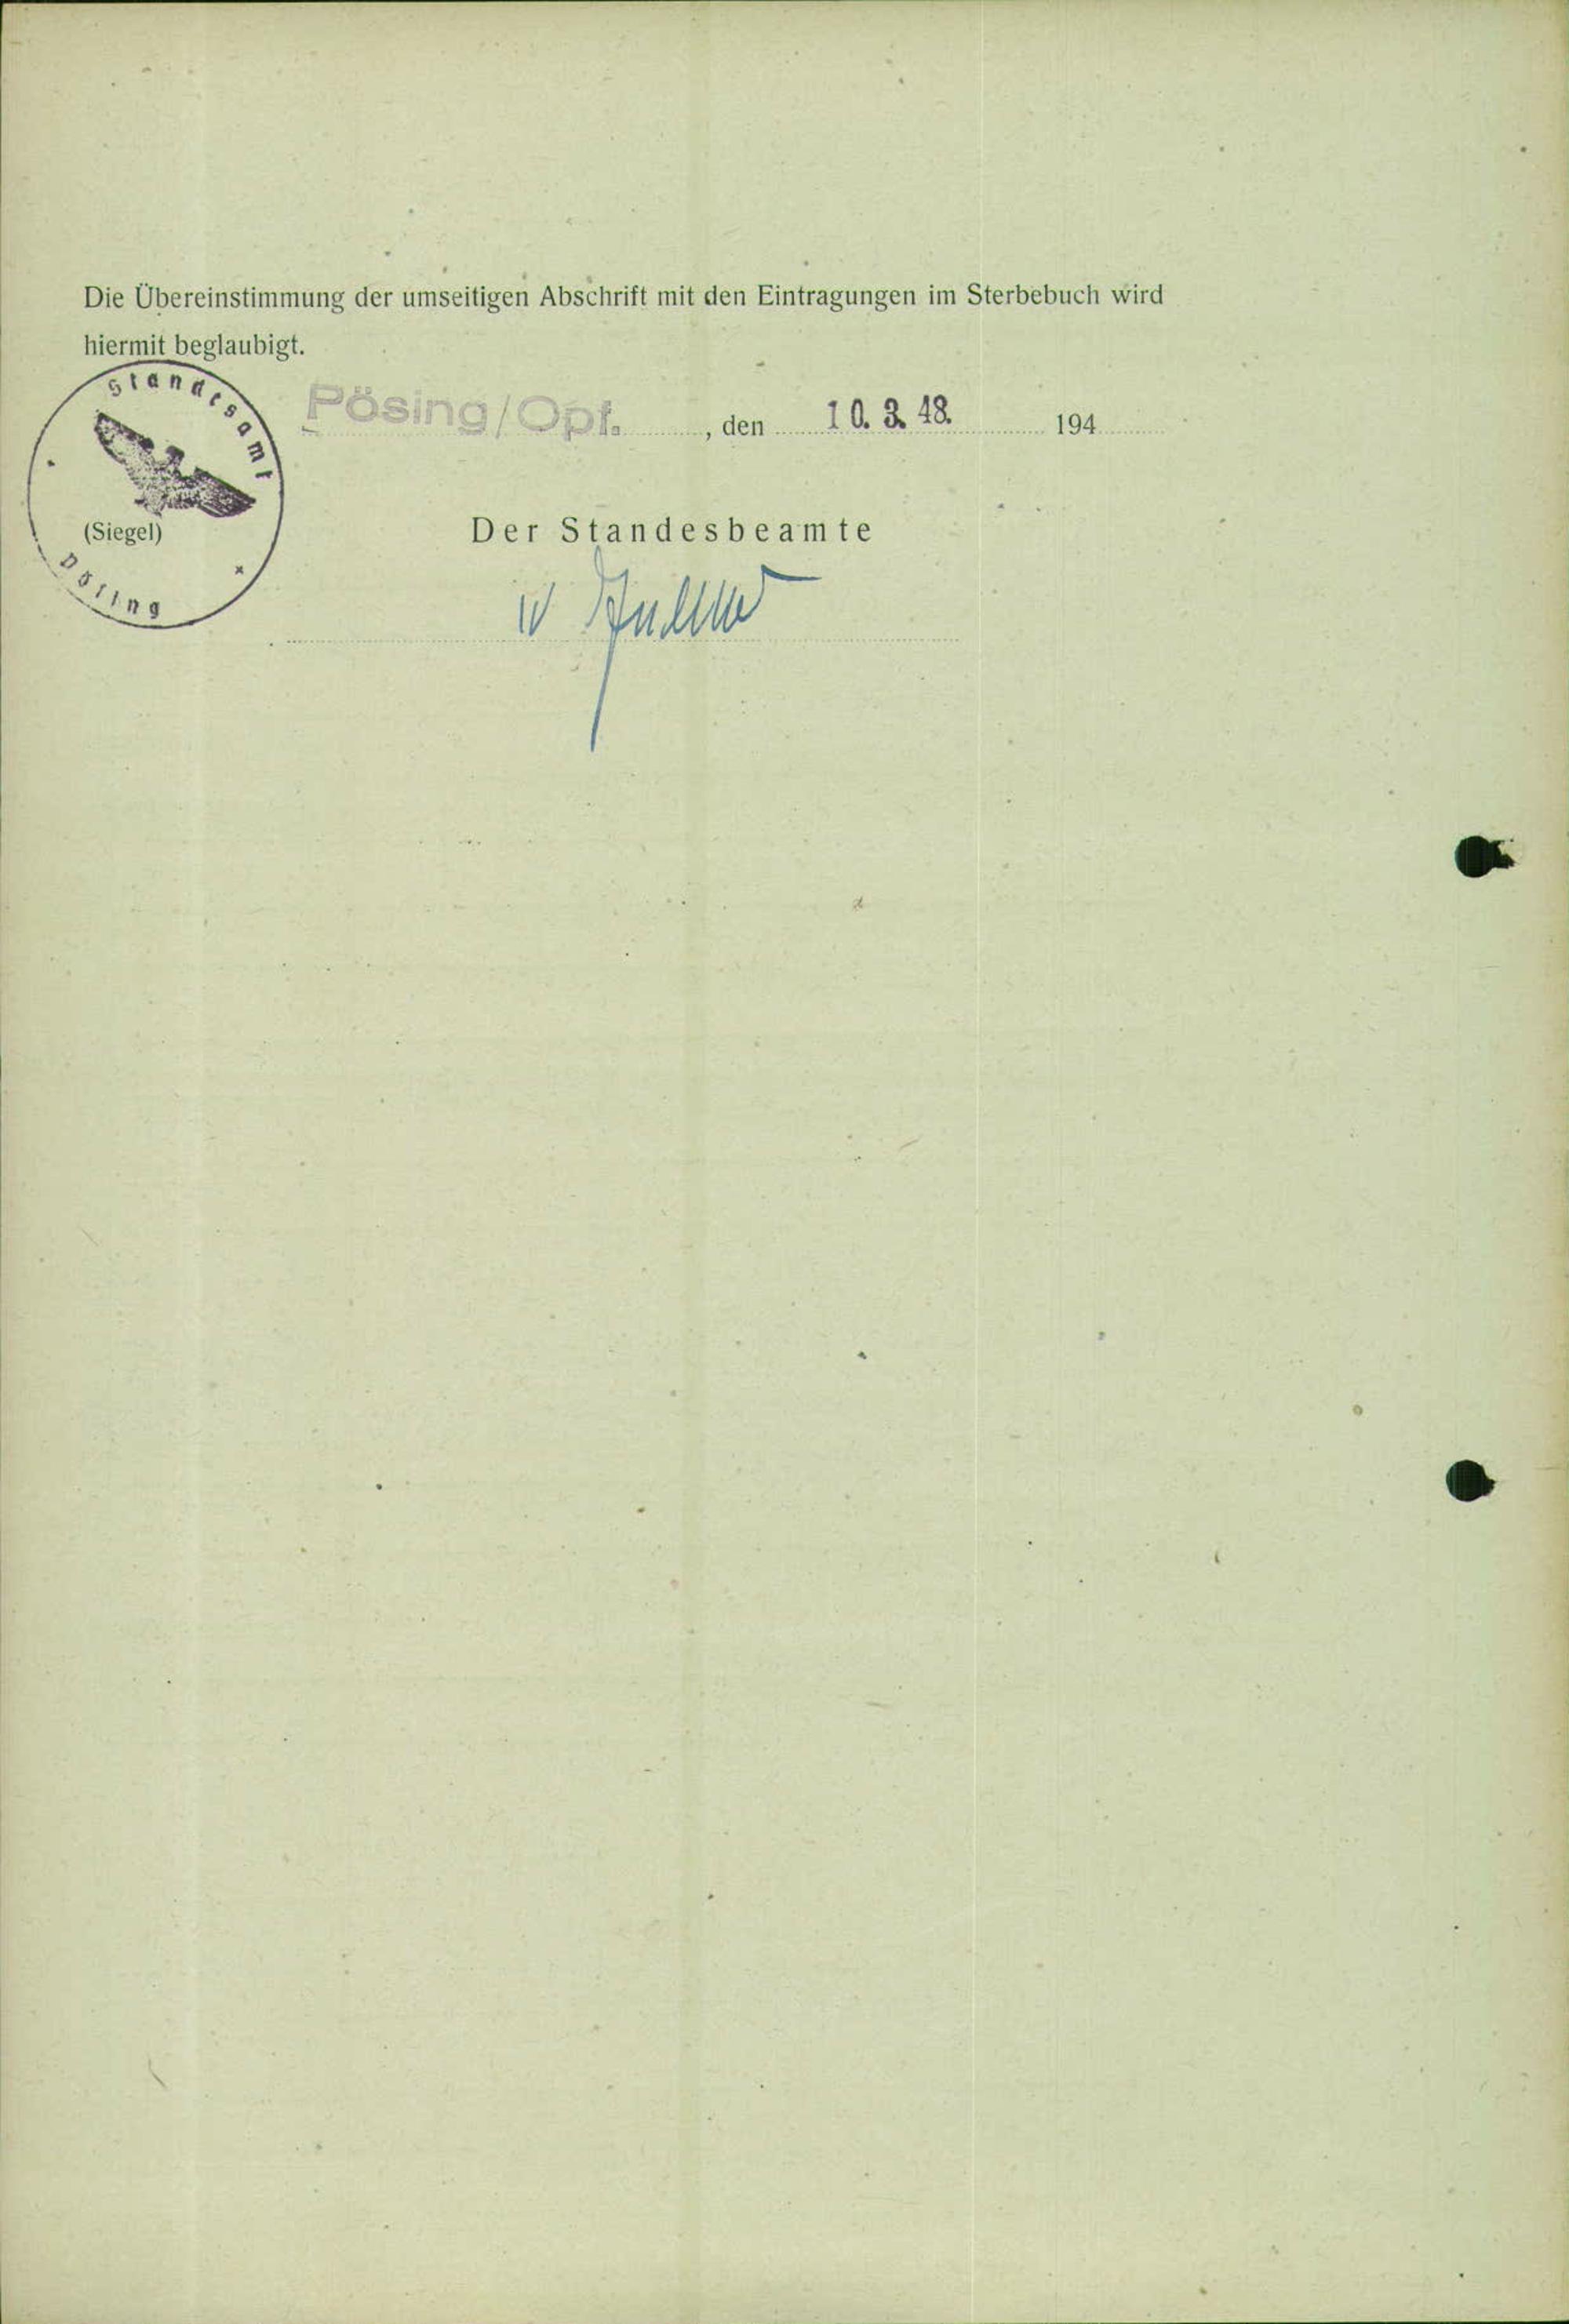 Die Übereinstimmung der umseitigen Abschrift mit den Eintragungen im Sterbebuch wird
hiermit beglaubigt.
Standesamt
Pösing/Opf. , den 10. 3. 48. 194
(Siegel)
Der Standesbeamte
Pösing